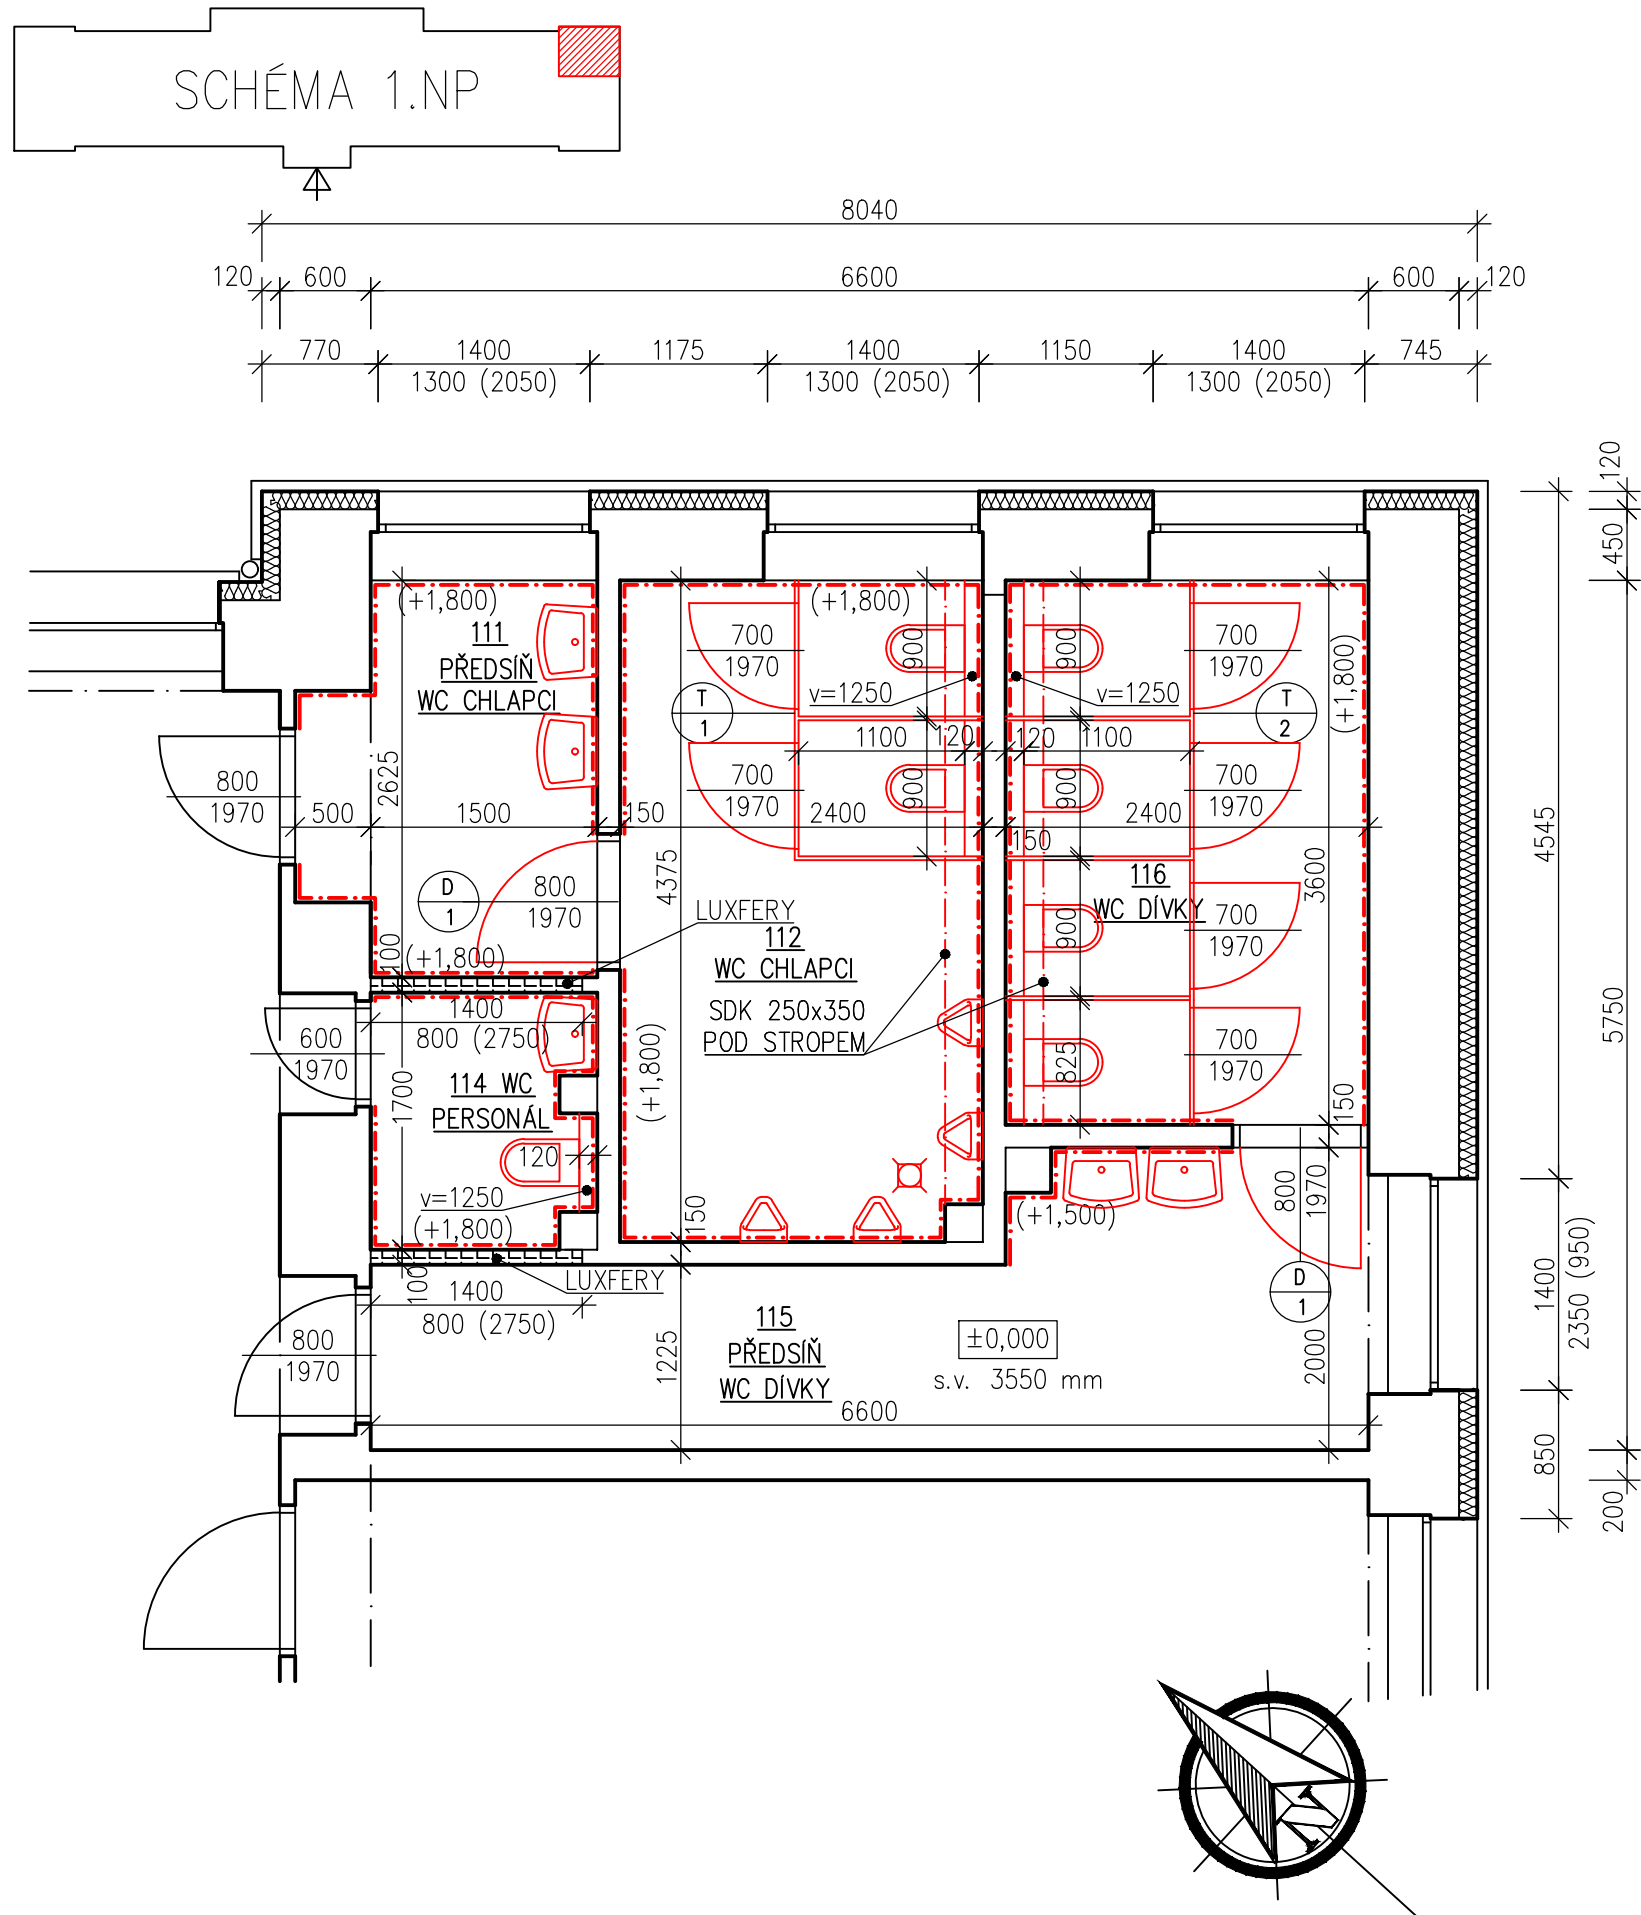 SCHÉMA 1.NP
8040
120 600 6600 600 120
770 1400 1175 1400 1150 1400 745
1300 (2050) 1300 (2050) 1300 (2050)
120
450
4545
5750
1400
2350 (950)
850
200
(+1,800)
111
PŘEDSÍŇ
WC CHLAPCI
2625
800
1970
500 1500 150 2400 150 2400
D
1
800
1970
100
(+1,800)
LUXFERY
(+1,800)
900
700
1970
v=1250
T
1
1100 120
900
700
1970
4375
112
WC CHLAPCI
SDK 250x350
POD STROPEM
(+1,800)
150
900
700
1970
v=1250
T
2
(+1,800)
120 1100
900
700
1970
3600
116
WC DÍVKY
900
700
1970
825
700
1970
150
1400
800 (2750)
600
1970
1700
114 WC
PERSONÁL
120
v=1250
(+1,800)
100
LUXFERY
1400
800 (2750)
800
1970
(+1,500)
800
1970
D
1
115
PŘEDSÍŇ
WC DÍVKY
±0,000
s.v. 3550 mm
1225
2000
6600
N